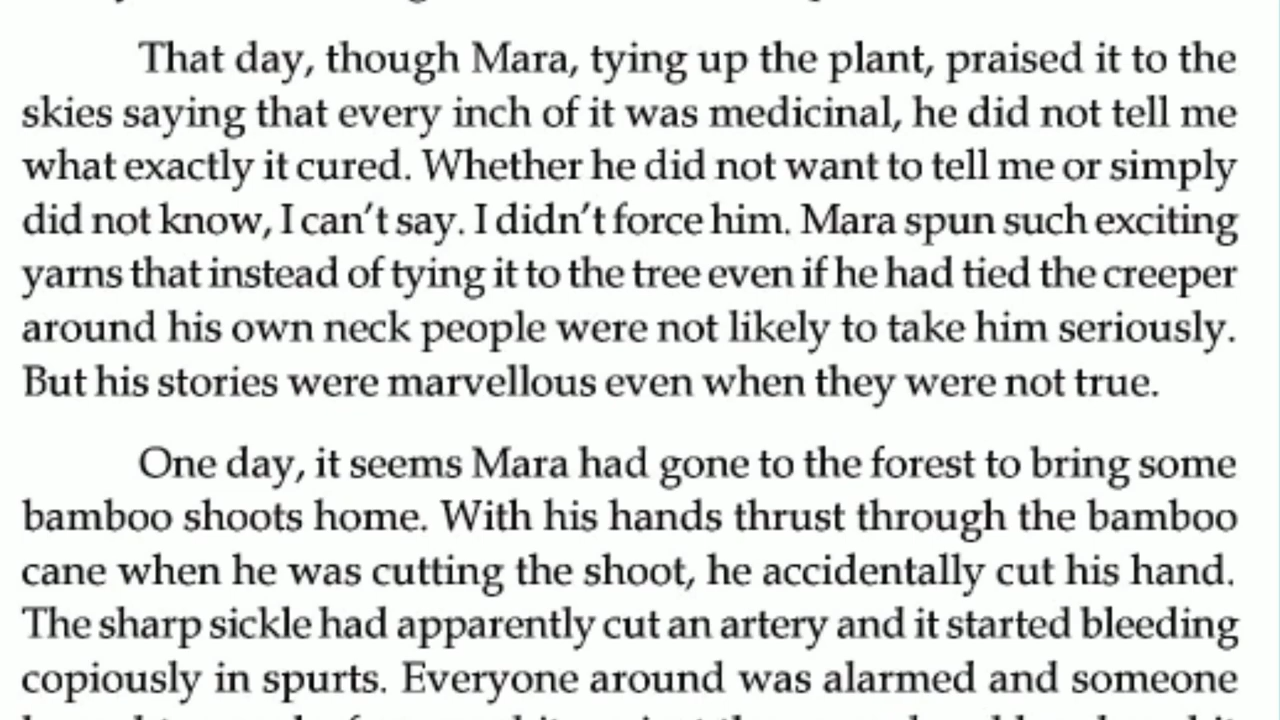 That day, though Mara, tying up the plant, praised it to the
skies saying that every inch of it was medicinal, he did not tell me
what exactly it cured. Whether he did not want to tell me or simply
did not know, I can't say. I didn't force him. Mara spun such exciting
yarns that instead of tying it to the tree even if he had tied the creeper
around his own neck people were not likely to take him seriously.
But his stories were marvellous even when they were not true.
One day, it seems Mara had gone to the forest to bring some
bamboo shoots home. With his hands thrust through the bamboo
cane when he was cutting the shoot, he accidentally cut his hand.
The sharp sickle had apparently cut an artery and it started bleeding
copiously in spurts. Everyone around was alarmed and someone